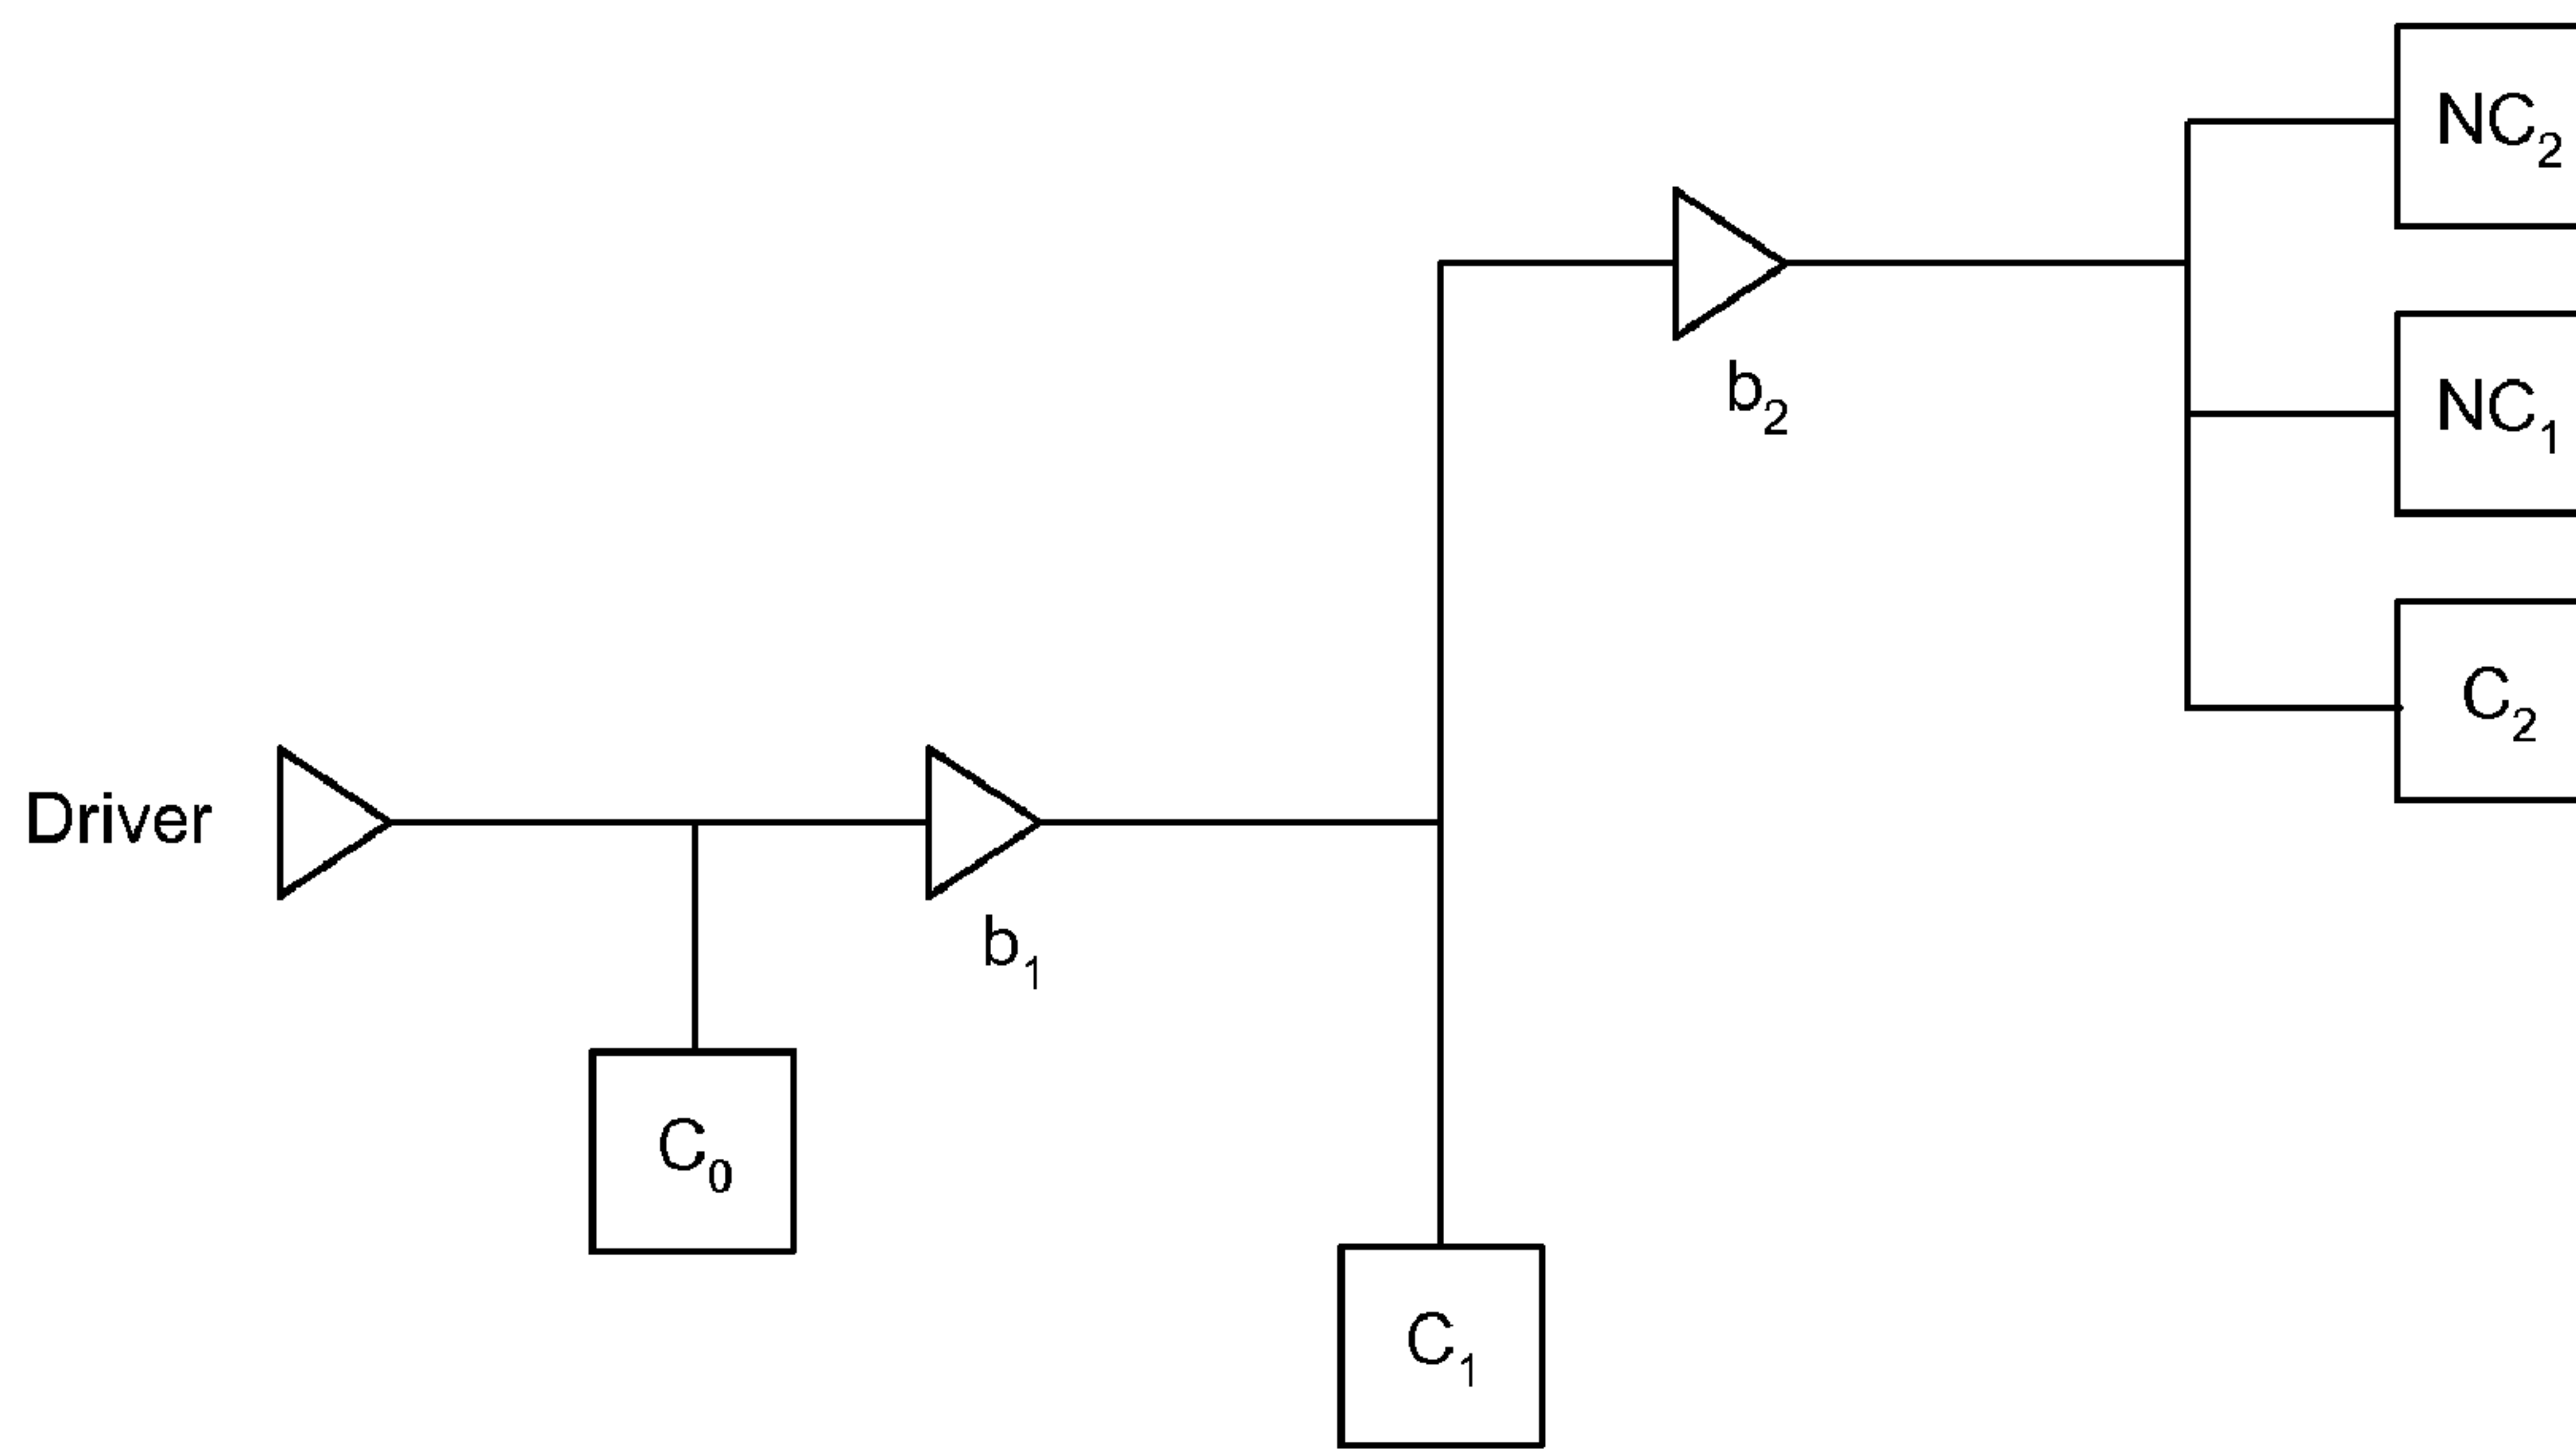 NC₂
NC₁
b₂
C₂
Driver
b₁
C₀
C₁